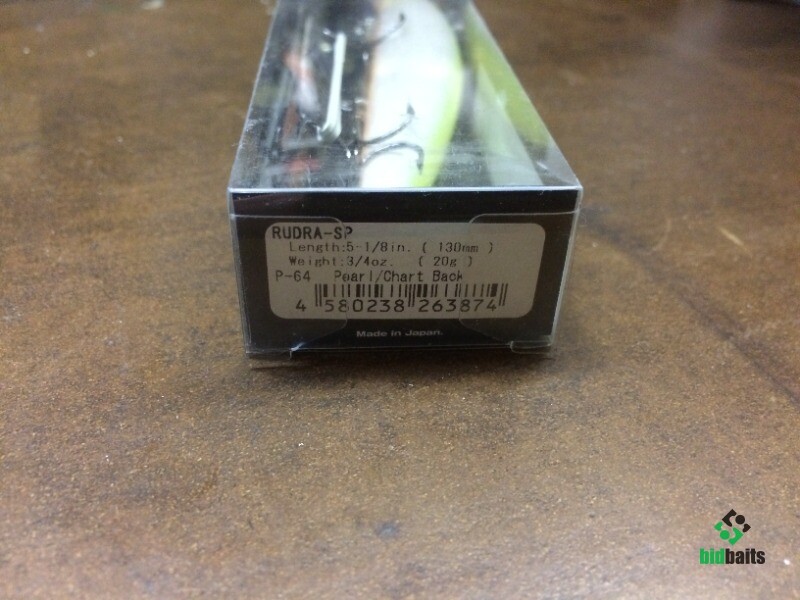 RUDRA-SP
Length:5-1/8in. ( 130mm )
Weight:3/4oz. ( 20g )
P-64 Pearl/Chart Back
4 580238 263874
Made in Japan.
bidbaits